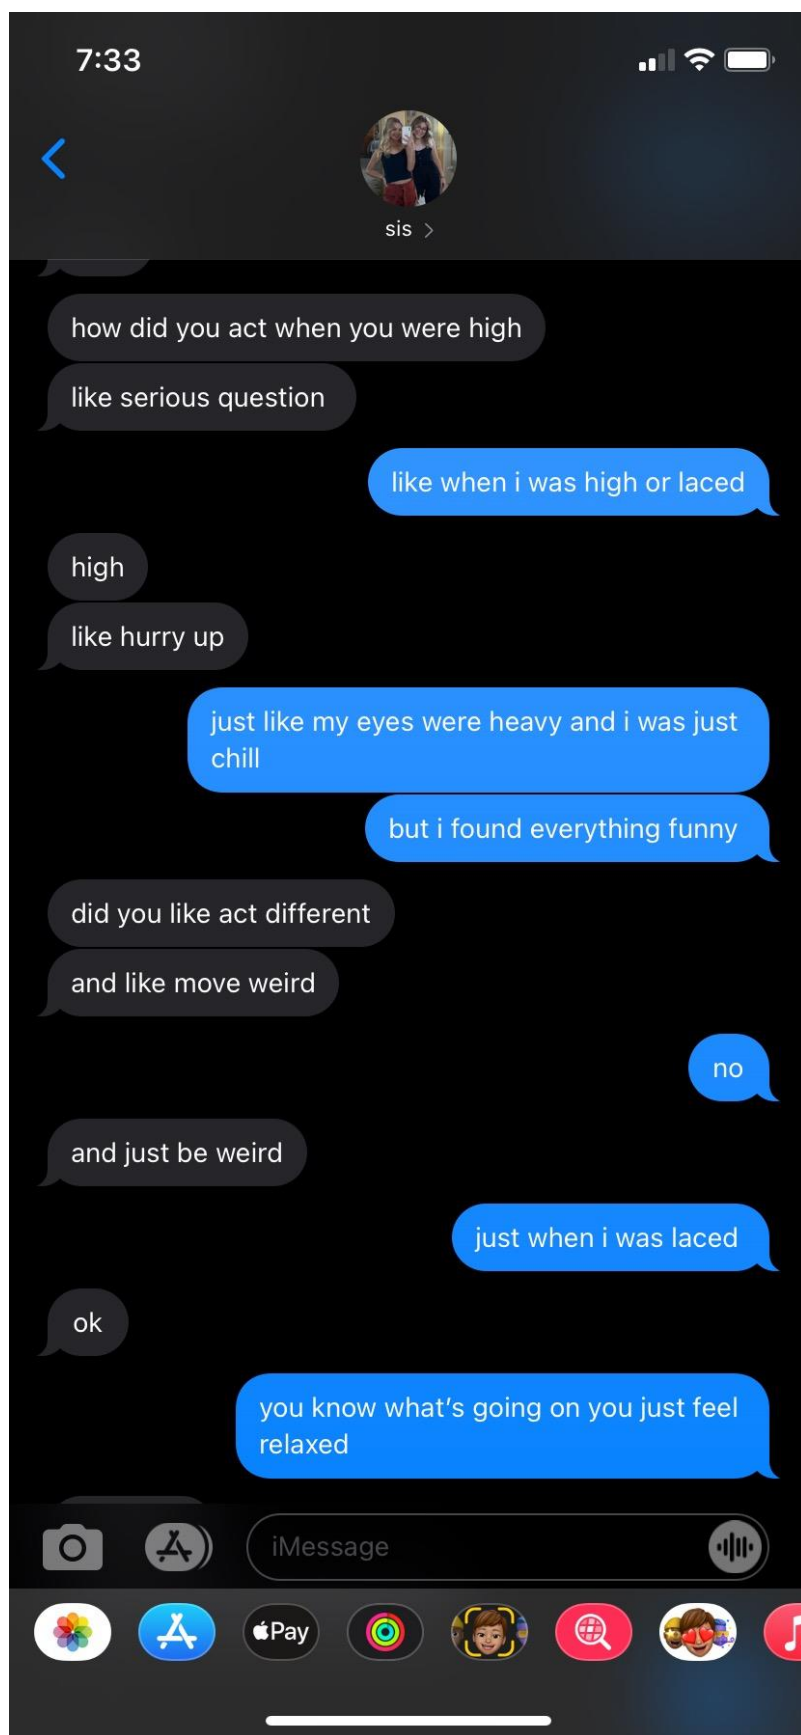 7:33
sis
how did you act when you were high
like serious question
like when i was high or laced
high
like hurry up
just like my eyes were heavy and i was just
chill
but i found everything funny
did you like act different
and like move weird
no
and just be weird
just when i was laced
ok
you know what's going on you just feel
relaxed
iMessage
Pay